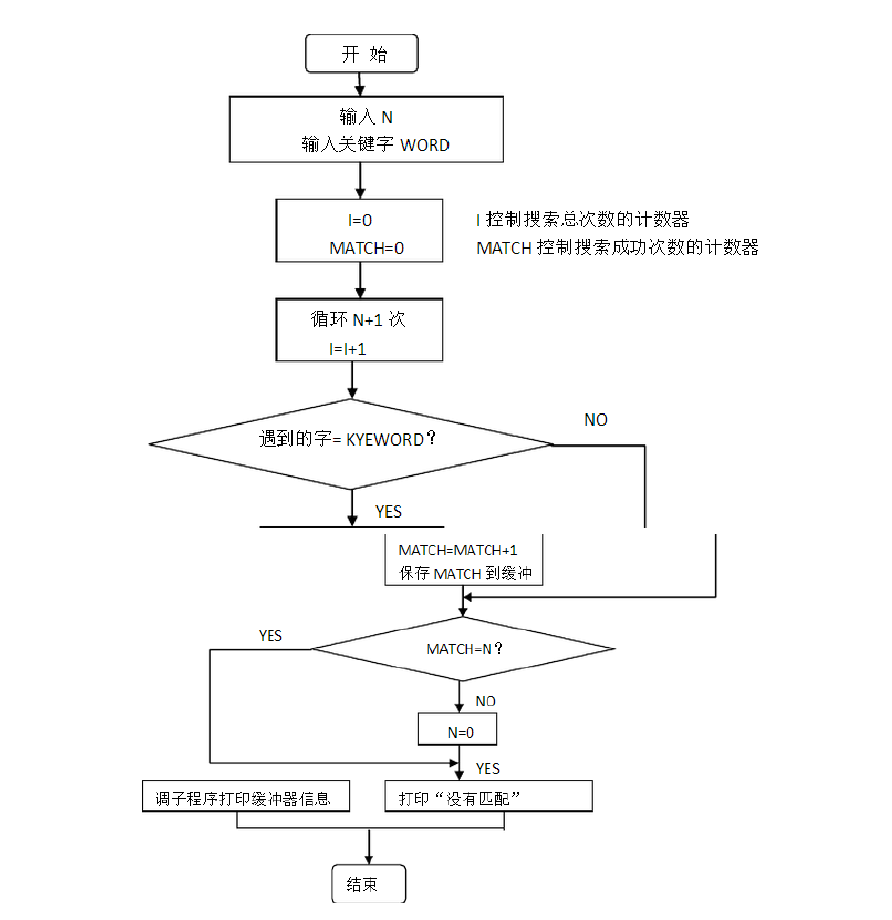 开 始
输入 N
输入关键字 WORD
I=0
MATCH=0
I 控制搜索总次数的计数器
MATCH 控制搜索成功次数的计数器
循环 N+1 次
I=I+1
遇到的字= KYEWORD？
NO
YES
MATCH=MATCH+1
保存 MATCH 到缓冲
YES
MATCH=N？
NO
N=0
YES
调子程序打印缓冲器信息
打印“没有匹配”
结束